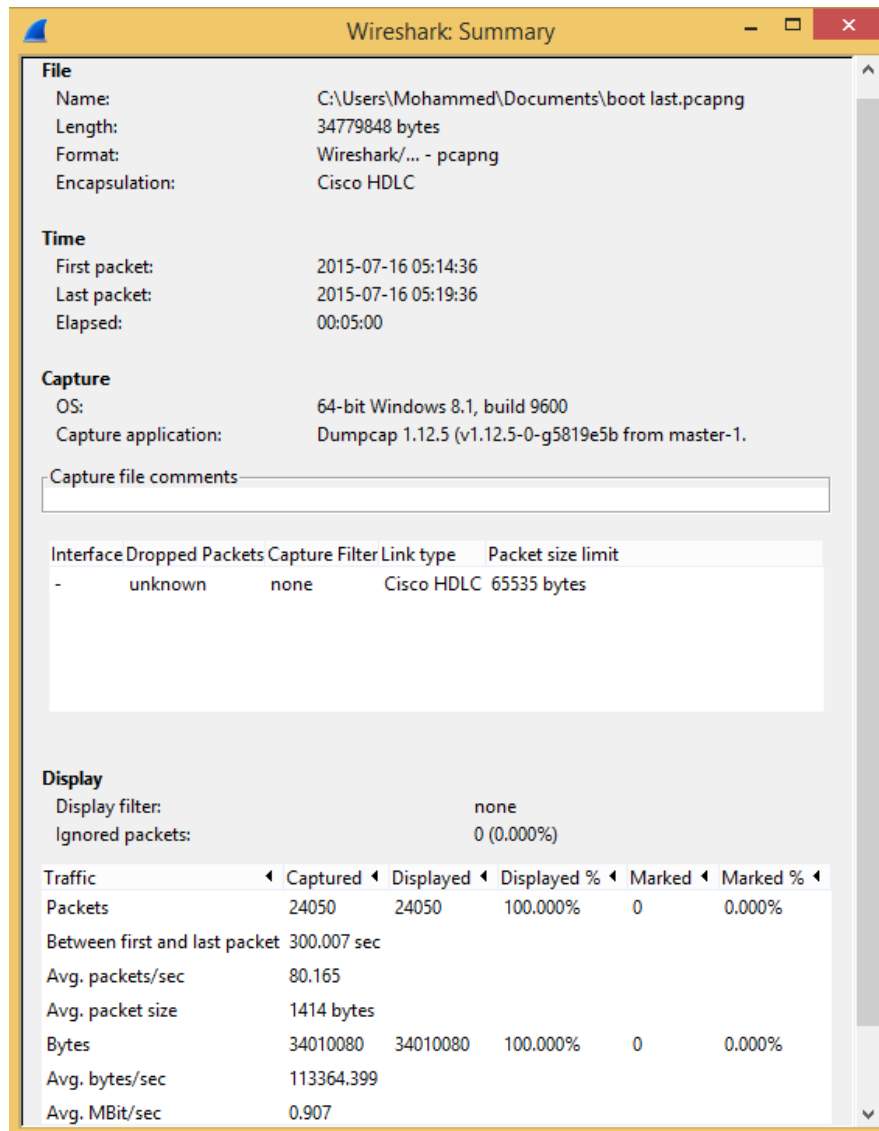 Wireshark: Summary
File
Name: C:\Users\Mohammed\Documents\boot last.pcapng
Length: 34779848 bytes
Format: Wireshark/... - pcapng
Encapsulation: Cisco HDLC
Time
First packet: 2015-07-16 05:14:36
Last packet: 2015-07-16 05:19:36
Elapsed: 00:05:00
Capture
OS: 64-bit Windows 8.1, build 9600
Capture application: Dumpcap 1.12.5 (v1.12.5-0-g5819e5b from master-1.
Capture file comments
Interface Dropped Packets Capture Filter Link type Packet size limit
- unknown none Cisco HDLC 65535 bytes
Display
Display filter: none
Ignored packets: 0 (0.000%)
Traffic Captured Displayed Displayed % Marked Marked %
Packets 24050 24050 100.000% 0 0.000%
Between first and last packet 300.007 sec
Avg. packets/sec 80.165
Avg. packet size 1414 bytes
Bytes 34010080 34010080 100.000% 0 0.000%
Avg. bytes/sec 113364.399
Avg. MBit/sec 0.907